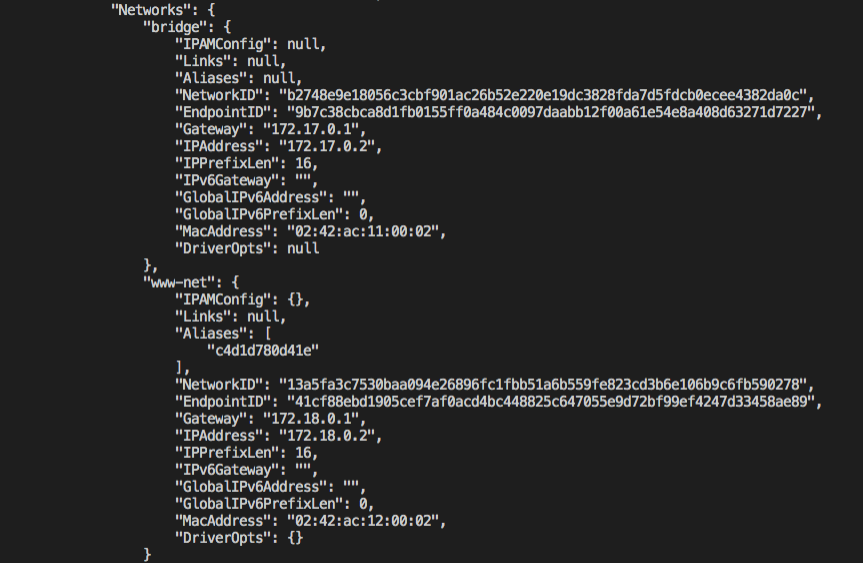 "Networks": {
"bridge": {
"IPAMConfig": null,
"Links": null,
"Aliases": null,
"NetworkID": "b2748e9e18056c3cbf901ac26b52e220e19dc3828fda7d5fdcb0ecee4382da0c",
"EndpointID": "9b7c38cbca8d1fb0155ff0a484c0097daabb12f00a61e54e8a408d63271d7227",
"Gateway": "172.17.0.1",
"IPAddress": "172.17.0.2",
"IPPrefixLen": 16,
"IPv6Gateway": "",
"GlobalIPv6Address": "",
"GlobalIPv6PrefixLen": 0,
"MacAddress": "02:42:ac:11:00:02",
"DriverOpts": null
},
"www-net": {
"IPAMConfig": {},
"Links": null,
"Aliases": [
"c4d1d780d41e"
],
"NetworkID": "13a5fa3c7530baa094e26896fc1fbb51a6b559fe823cd3b6e106b9c6fb590278",
"EndpointID": "41cf88ebd1905cef7af0acd4bc448825c647055e9d72bf99ef4247d33458ae89",
"Gateway": "172.18.0.1",
"IPAddress": "172.18.0.2",
"IPPrefixLen": 16,
"IPv6Gateway": "",
"GlobalIPv6Address": "",
"GlobalIPv6PrefixLen": 0,
"MacAddress": "02:42:ac:12:00:02",
"DriverOpts": {}
}